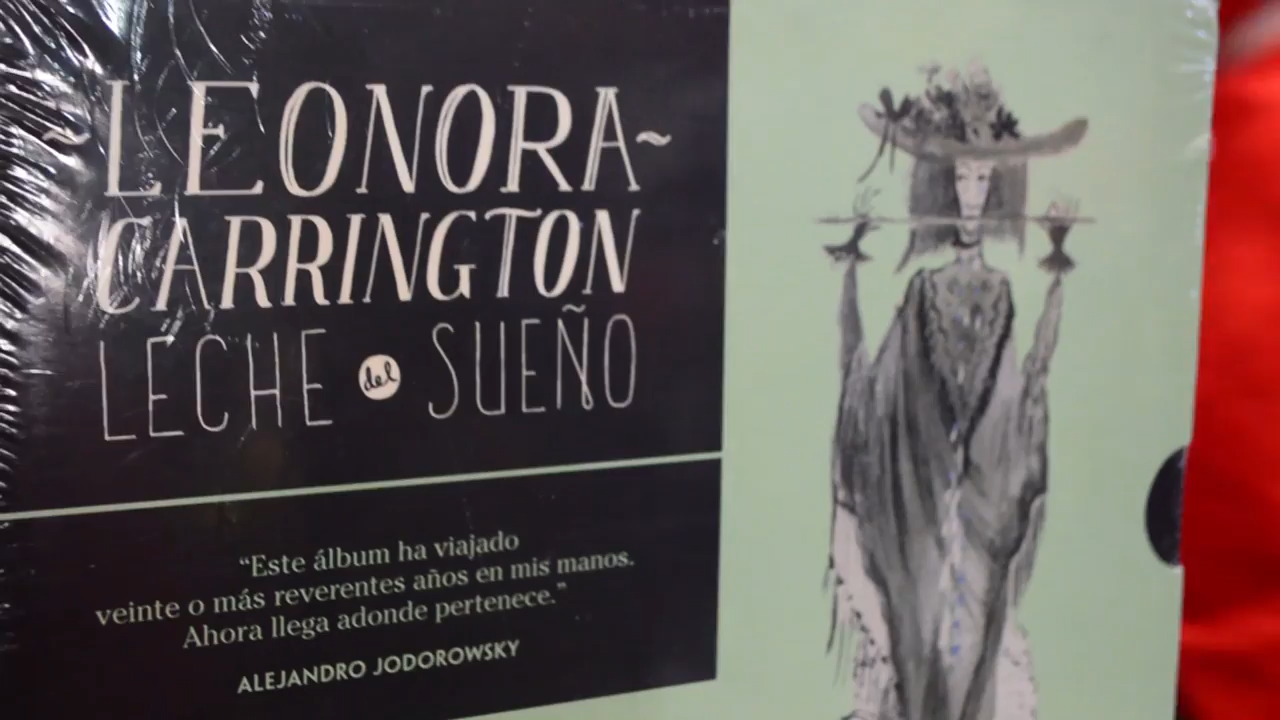 ~LEONORA~
CARRINGTON
LECHE del SUEÑO
“Este álbum ha viajado
veinte o más reverentes años en mis manos.
Ahora llega adonde pertenece.”
ALEJANDRO JODOROWSKY